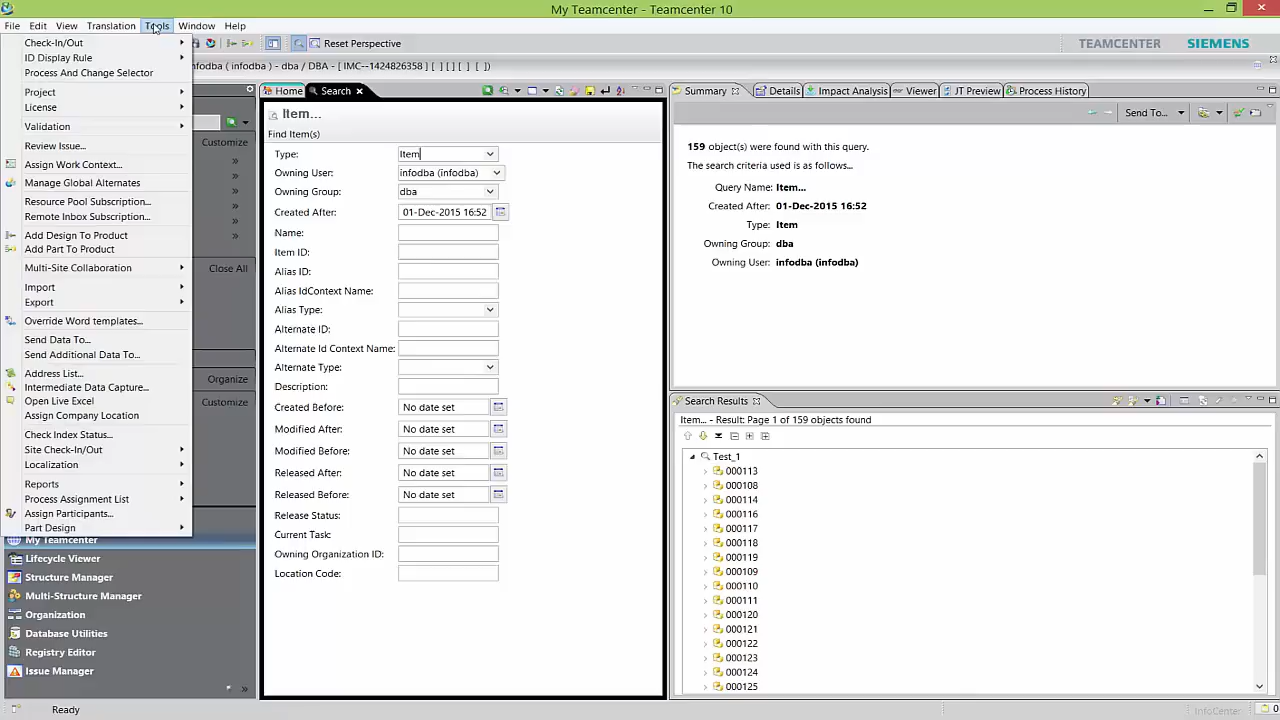 My Teamcenter - Teamcenter 10
File Edit View Translation Tools Window Help
Reset Perspective
TEAMCENTER SIEMENS
nfodba ( infodba ) - dba / DBA - [ IMC--1424826358 ] [ ] [ ] [ ] [ ] )
Check-In/Out
ID Display Rule
Process And Change Selector
Project
License
Validation
Review Issue...
Assign Work Context...
Manage Global Alternates
Resource Pool Subscription...
Remote Inbox Subscription...
Add Design To Product
Add Part To Product
Multi-Site Collaboration
Import
Export
Override Word templates...
Send Data To...
Send Additional Data To...
Address List...
Intermediate Data Capture...
Open Live Excel
Assign Company Location
Check Index Status...
Site Check-In/Out
Localization
Reports
Process Assignment List
Assign Participants...
Part Design
Customize
Close All
Organize
Customize
My Teamcenter
Lifecycle Viewer
Structure Manager
Multi-Structure Manager
Organization
Database Utilities
Registry Editor
Issue Manager
Home Search
Item...
Find Item(s)
Type: Item
Owning User: infodba (infodba)
Owning Group: dba
Created After: 01-Dec-2015 16:52
Name:
Item ID:
Alias ID:
Alias IdContext Name:
Alias Type:
Alternate ID:
Alternate Id Context Name:
Alternate Type:
Description:
Created Before: No date set
Modified After: No date set
Modified Before: No date set
Released After: No date set
Released Before: No date set
Release Status:
Current Task:
Owning Organization ID:
Location Code:
Summary Details Impact Analysis Viewer JT Preview Process History
Send To...
159 object(s) were found with this query.
The search criteria used is as follows...
Query Name: Item...
Created After: 01-Dec-2015 16:52
Type: Item
Owning Group: dba
Owning User: infodba (infodba)
Search Results
Item... - Result: Page 1 of 159 objects found
Test_1
000113
000108
000114
000116
000117
000118
000119
000109
000110
000111
000120
000121
000122
000123
000124
000125
Ready
InfoCenter
0